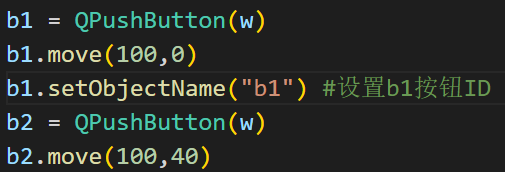 b1 = QPushButton(w)
b1.move(100,0)
b1.setObjectName("b1") #设置b1按钮ID
b2 = QPushButton(w)
b2.move(100,40)